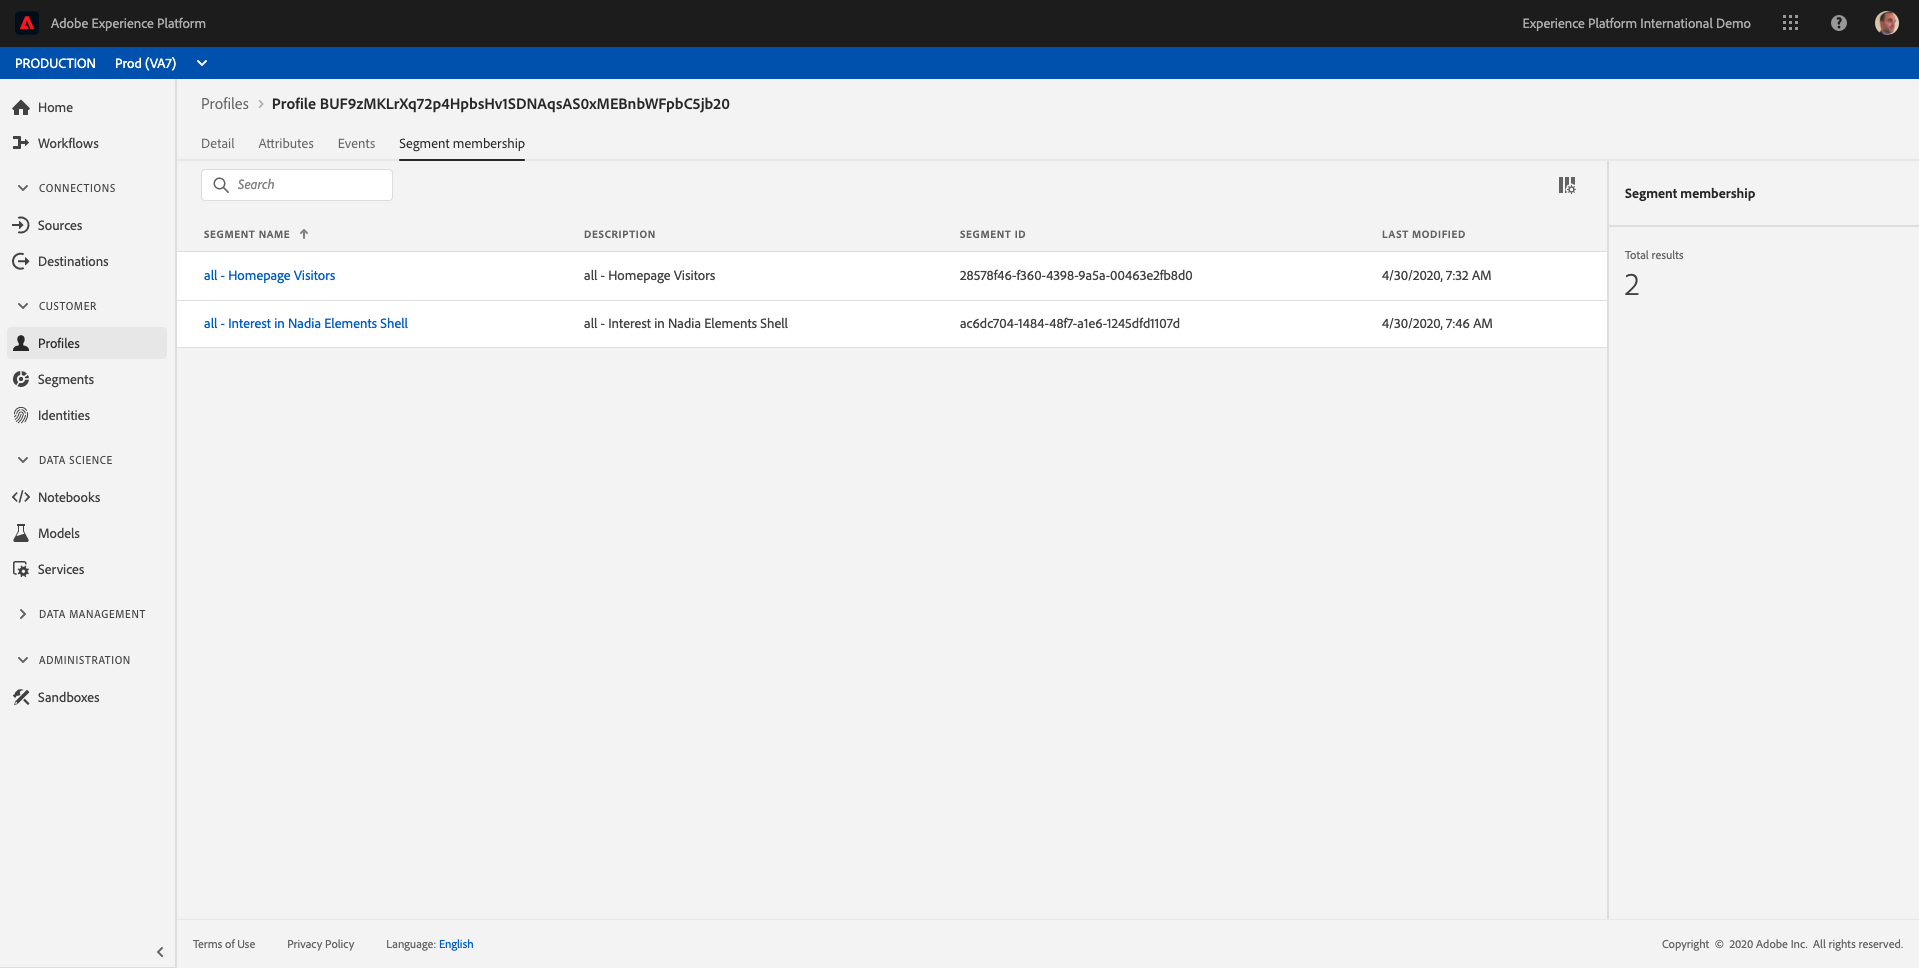 Adobe Experience Platform
Experience Platform International Demo
PRODUCTION Prod (VA7)
Home
Workflows
CONNECTIONS
Sources
Destinations
CUSTOMER
Profiles
Segments
Identities
DATA SCIENCE
Notebooks
Models
Services
DATA MANAGEMENT
ADMINISTRATION
Sandboxes
Profiles > Profile BUF9zMKLrXq72p4HpbsHv1SDNAqsAS0xMEBnbWFpbC5jb20
Detail Attributes Events Segment membership
Search
SEGMENT NAME DESCRIPTION SEGMENT ID LAST MODIFIED
all - Homepage Visitors all - Homepage Visitors 28578f46-f360-4398-9a5a-00463e2fb8d0 4/30/2020, 7:32 AM
all - Interest in Nadia Elements Shell all - Interest in Nadia Elements Shell ac6dc704-1484-48f7-a1e6-1245dfd1107d 4/30/2020, 7:46 AM
Segment membership
Total results
2
Terms of Use Privacy Policy Language: English
Copyright © 2020 Adobe Inc. All rights reserved.